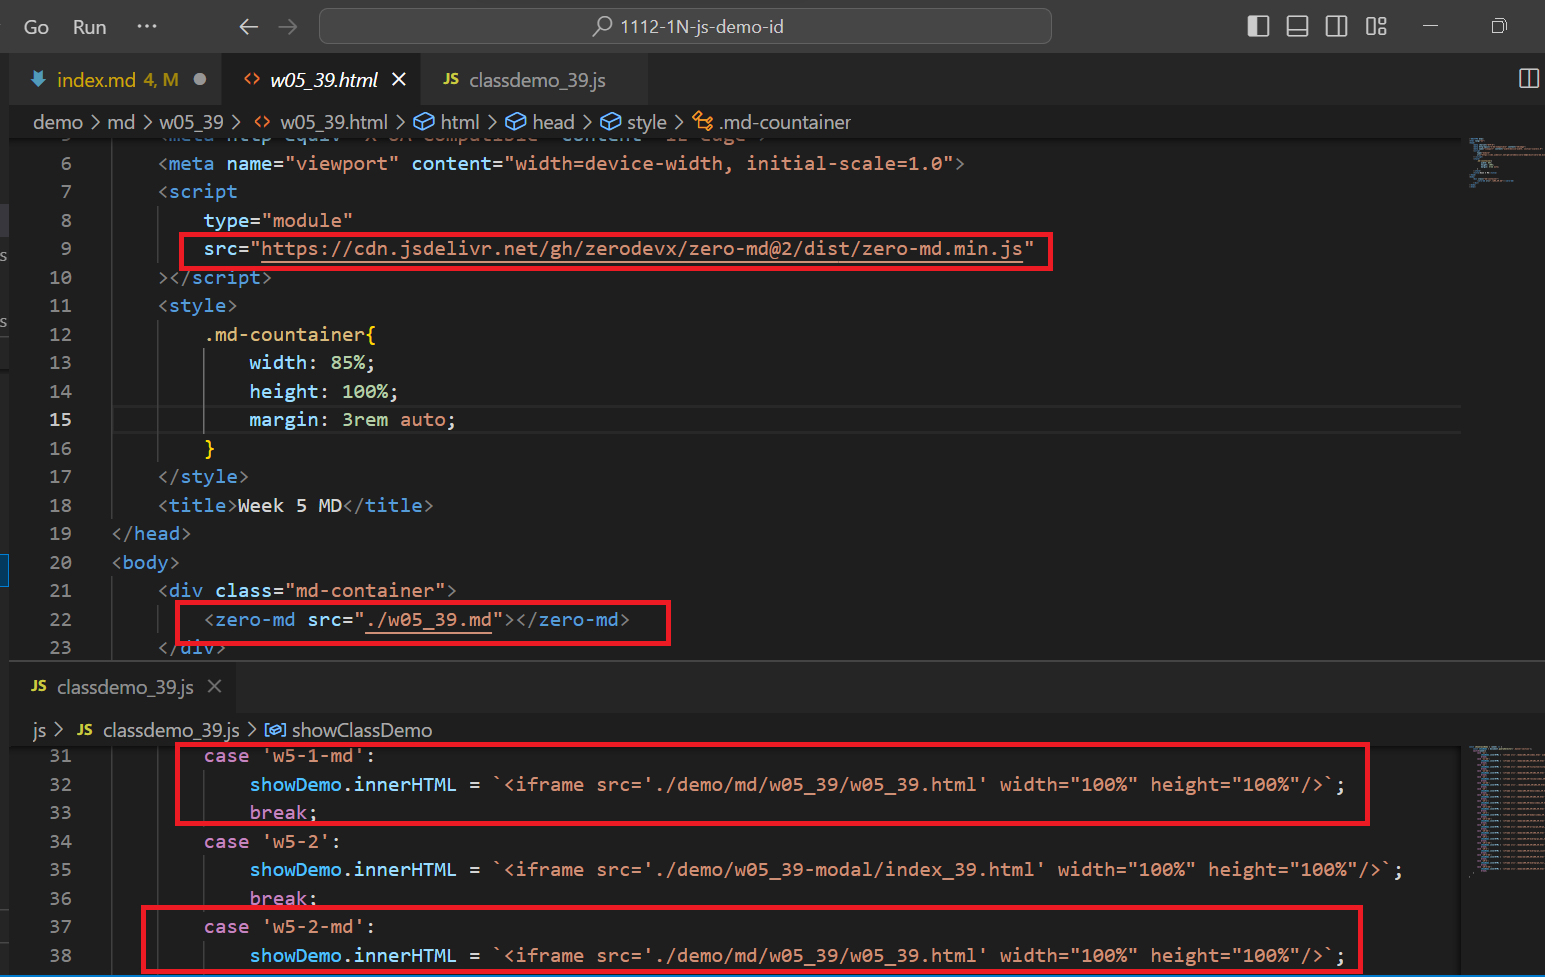 Go Run ··· 1112-1N-js-demo-id
index.md 4, M w05_39.html JS classdemo_39.js
demo > md > w05_39 > w05_39.html > html > head > style > .md-countainer
6 <meta name="viewport" content="width=device-width, initial-scale=1.0">
7 <script
8 type="module"
9 src="https://cdn.jsdelivr.net/gh/zerodevx/zero-md@2/dist/zero-md.min.js"
10 ></script>
11 <style>
12 .md-countainer{
13 width: 85%;
14 height: 100%;
15 margin: 3rem auto;
16 }
17 </style>
18 <title>Week 5 MD</title>
19 </head>
20 <body>
21 <div class="md-container">
22 <zero-md src="./w05_39.md"></zero-md>
23 </div>
JS classdemo_39.js
js > JS classdemo_39.js > showClassDemo
31 case 'w5-1-md':
32 showDemo.innerHTML = `<iframe src='./demo/md/w05_39/w05_39.html' width="100%" height="100%"/>`;
33 break;
34 case 'w5-2':
35 showDemo.innerHTML = `<iframe src='./demo/w05_39-modal/index_39.html' width="100%" height="100%"/>`;
36 break;
37 case 'w5-2-md':
38 showDemo.innerHTML = `<iframe src='./demo/md/w05_39/w05_39.html' width="100%" height="100%"/>`;